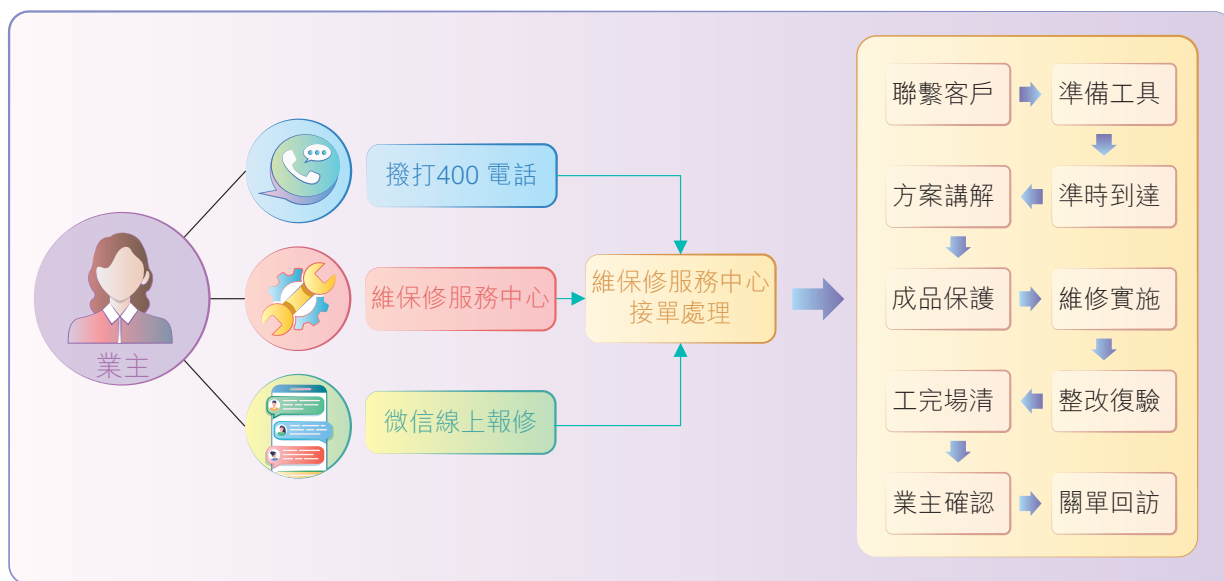 業主
撥打400 電話
維保修服務中心
微信線上報修
維保修服務中心
接單處理
聯繫客戶
準備工具
準時到達
方案講解
成品保護
維修實施
整改復驗
工完場清
業主確認
關單回訪